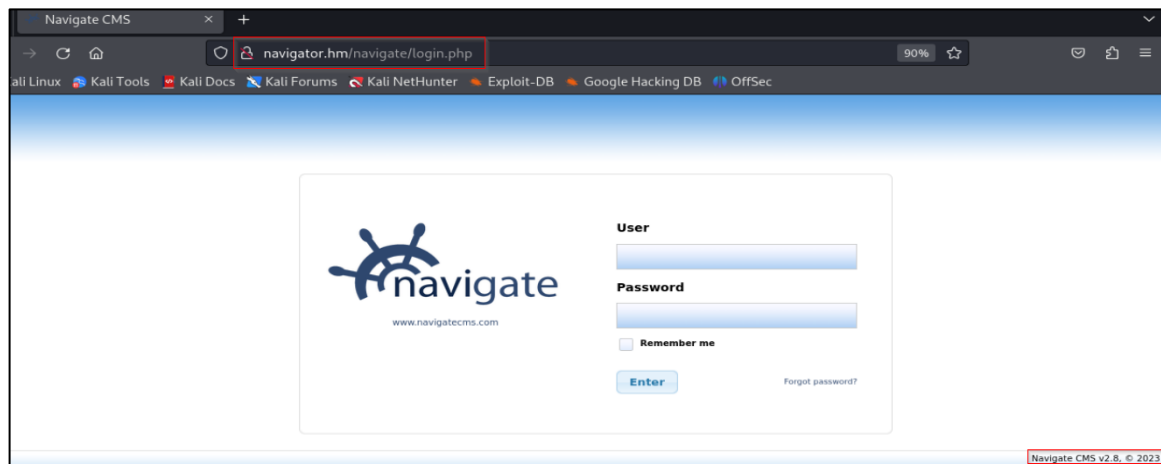 Navigate CMS
navigator.hm/navigate/login.php
90%
ali Linux Kali Tools Kali Docs Kali Forums Kali NetHunter Exploit-DB Google Hacking DB OffSec
User
navigate
www.navigatecms.com
Password
Remember me
Enter
Forgot password?
Navigate CMS v2.8, © 2023